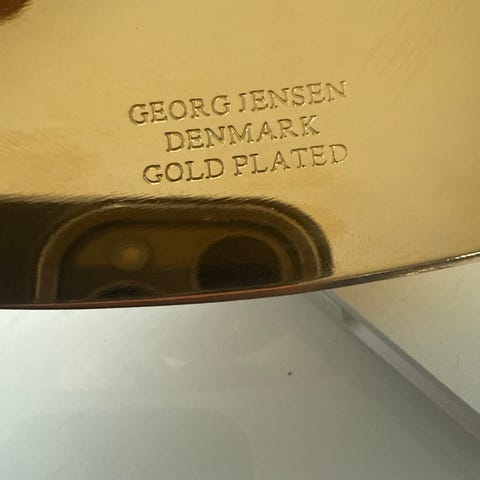 GEORG JENSEN
DENMARK
GOLD PLATED